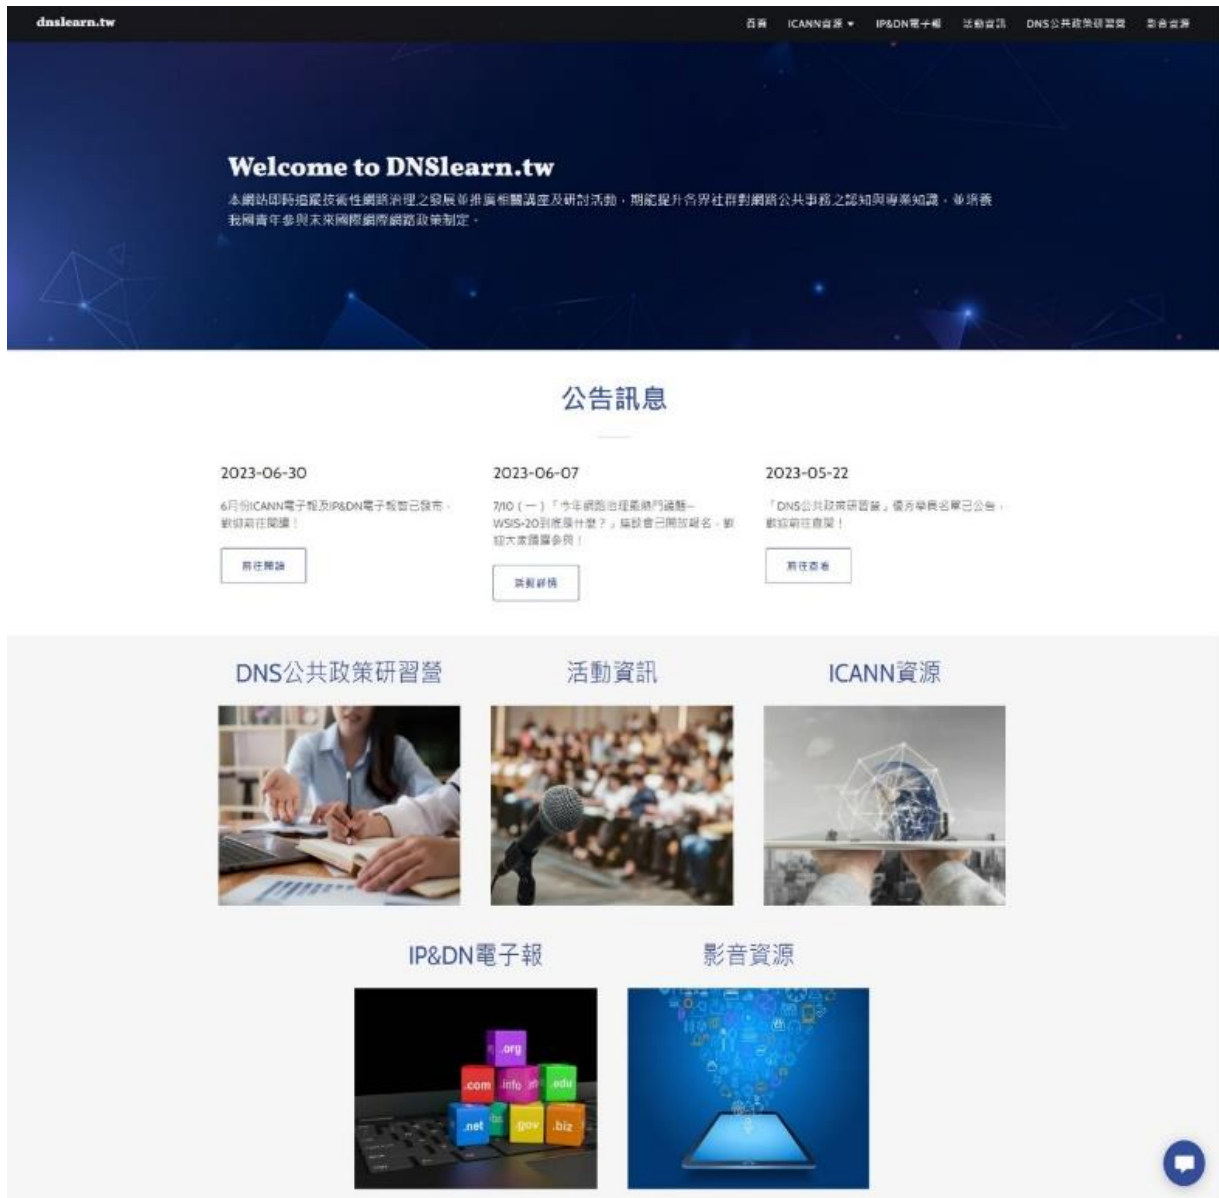 dnslearn.tw
首頁 ICANN資源 IP&DN電子報 活動資訊 DNS公共政策研習營 影音資源
Welcome to DNSlearn.tw
本網站即時追蹤技術性網路治理之發展並推廣相關講座及研討活動，期能提升各界社群對網路公共事務之認知與專業知識，並培養
我國青年參與未來國際網際網路政策制定。
公告訊息
2023-06-30
6月份ICANN電子報及IP&DN電子報皆已發布，
歡迎前往閱讀！
前往閱讀
2023-06-07
7/10（一）「今年網路治理最熱門議題—
WSIS+20到底是什麼？」座談會已開放報名，歡
迎大家踴躍參與！
活動詳情
2023-05-22
「DNS公共政策研習營」優秀學員名單已公告，
歡迎前往查閱！
前往查看
DNS公共政策研習營
活動資訊
ICANN資源
IP&DN電子報
影音資源
.org
.com .info .edu
.net .gov .biz